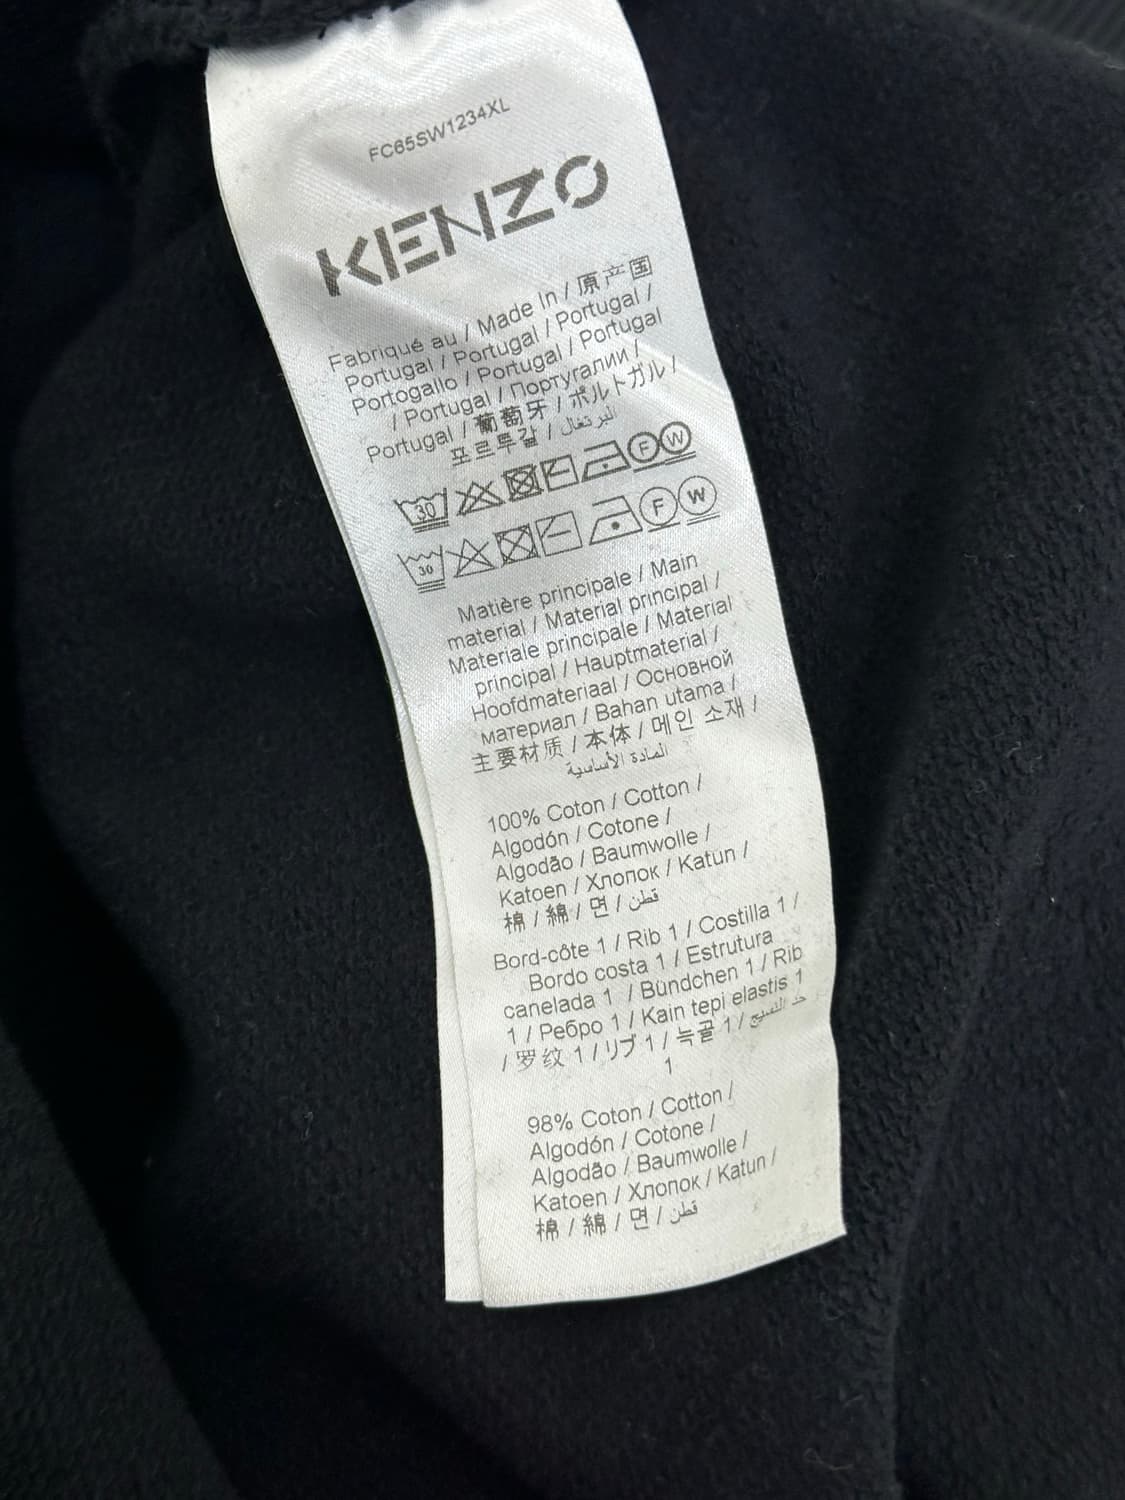 FC65SW1234XL
KENZO
Fabriqué au / Made In / 原产国
Portugal / Portugal / Portugal /
Portogallo / Portugal / Portugal
/ Portugal / Португалии /
Portugal / 葡萄牙 / ポルトガル /
포르투갈 / البرتغال
30 F W
30 F W
Matière principale / Main
material / Material principal /
Materiale principale / Material
principal / Hauptmaterial /
Hoofdmateriaal / Основной
материал / Bahan utama /
主要材质 / 本体 / 메인 소재 /
المادة الأساسية
100% Coton / Cotton /
Algodón / Cotone /
Algodão / Baumwolle /
Katoen / Хлопок / Katun /
棉 / 綿 / 면 / قطن
Bord-côte 1 / Rib 1 / Costilla 1 /
Bordo costa 1 / Estrutura
canelada 1 / Bündchen 1 / Rib
1 / Ребро 1 / Kain tepi elastis 1
/ 罗纹 1 / リブ 1 / 늑골 1 / حد النسيج
1
98% Coton / Cotton /
Algodón / Cotone /
Algodão / Baumwolle /
Katoen / Хлопок / Katun /
棉 / 綿 / 면 / قطن